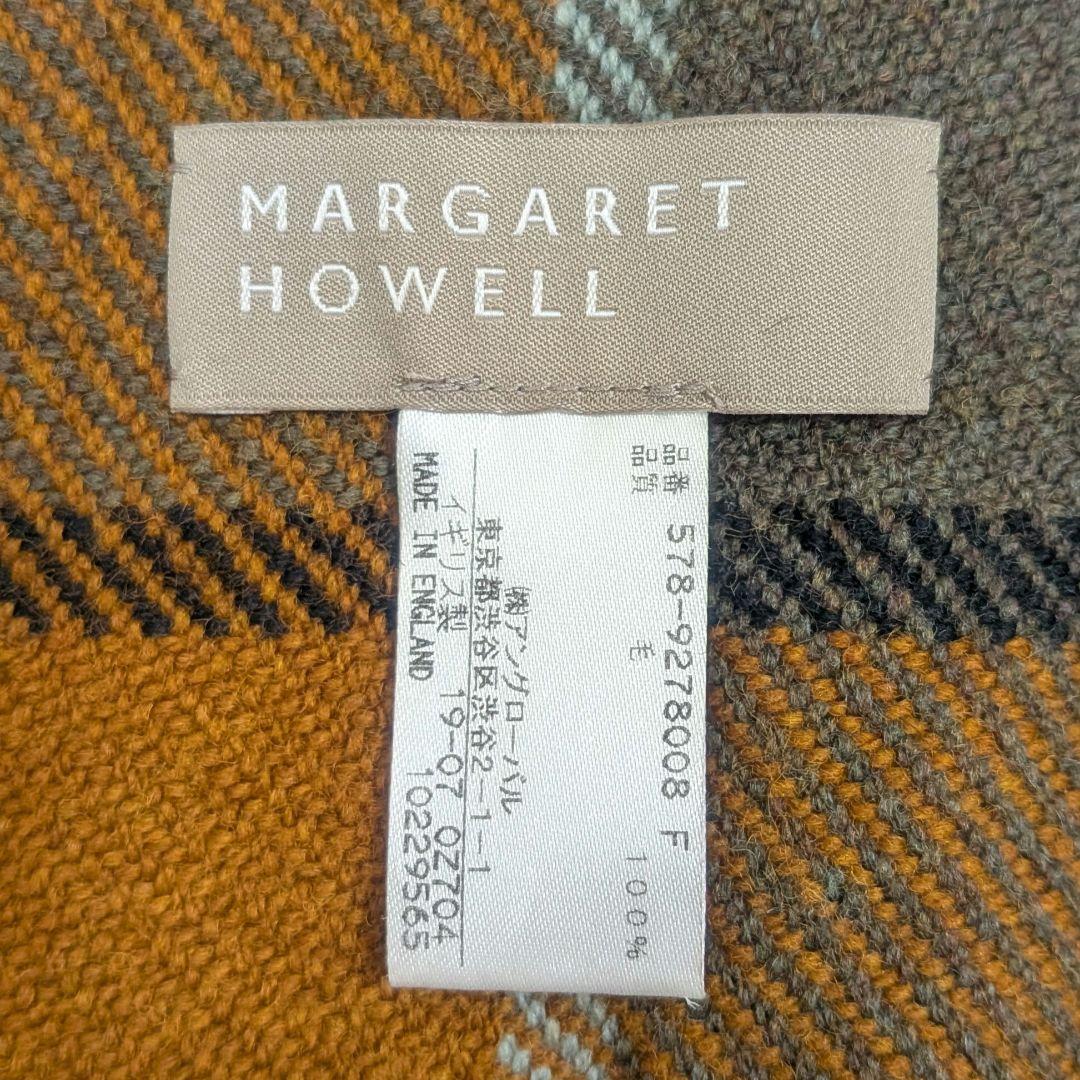 MARGARET
HOWELL
品番 578-9278008 F
品質 毛 100%
㈱アングローバル
東京都渋谷区渋谷2-1-1
イギリス製 19-07 0Z704
MADE IN ENGLAND 10229565